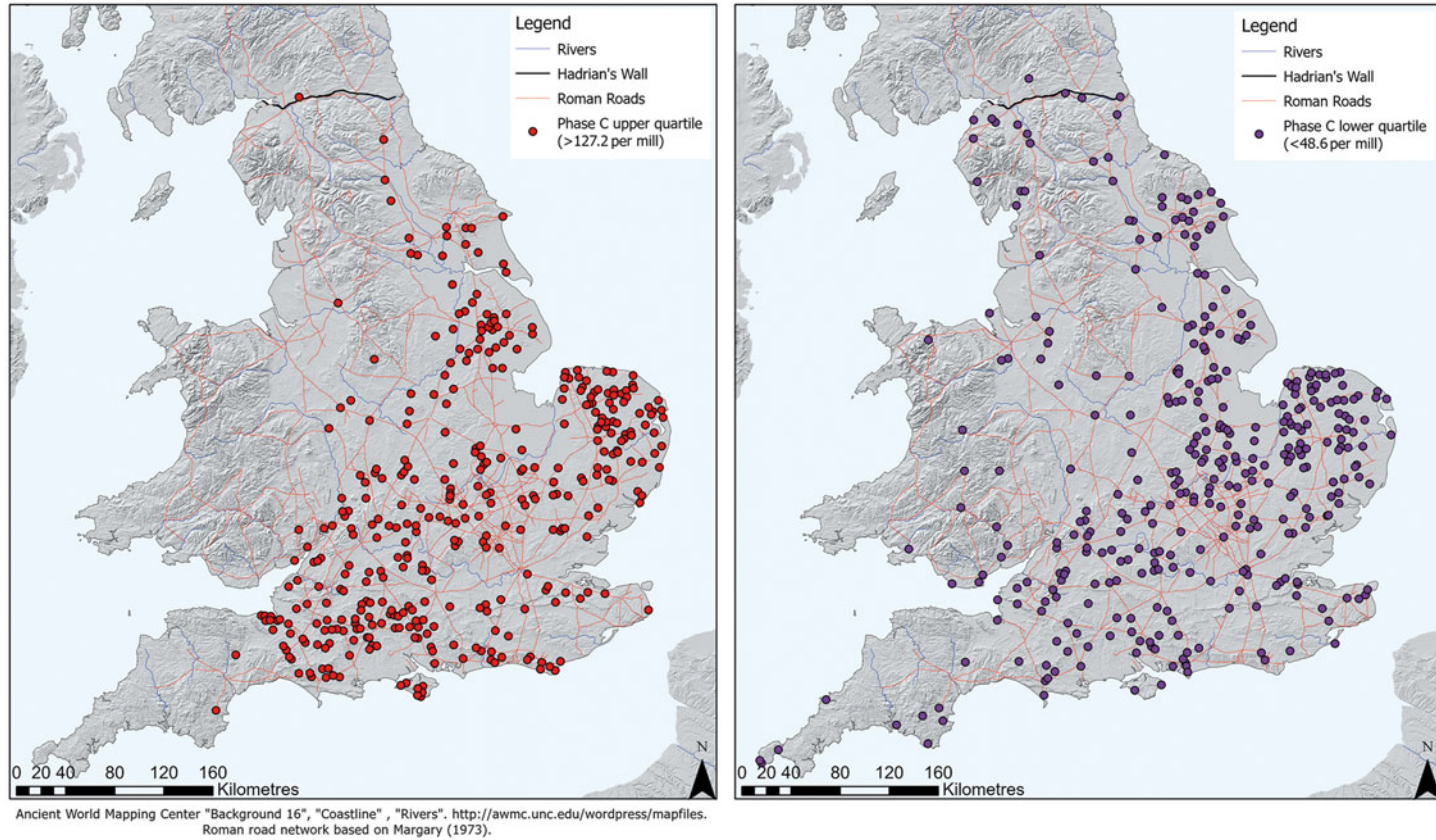 Legend
Rivers
Hadrian's Wall
Roman Roads
Phase C upper quartile
(>127.2 per mill)
N
0 20 40 80 120 160
Kilometres
Legend
Rivers
Hadrian's Wall
Roman Roads
Phase C lower quartile
(<48.6 per mill)
N
0 20 40 80 120 160
Kilometres
Ancient World Mapping Center "Background 16", "Coastline" , "Rivers". http://awmc.unc.edu/wordpress/mapfiles.
Roman road network based on Margary (1973).